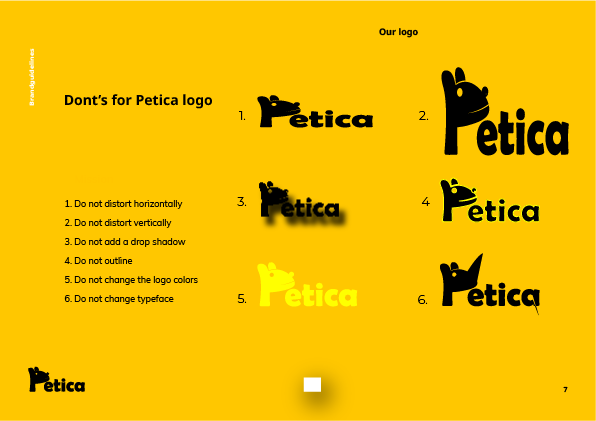 Our logo
Brandguidelines
Dont's for Petica logo
1. Do not distort horizontally
2. Do not distort vertically
3. Do not add a drop shadow
4. Do not outline
5. Do not change the logo colors
6. Do not change typeface
1. Petica
2. Petica
3. Petica
4 Petica
5. Petica
6. Petica
Petica
7